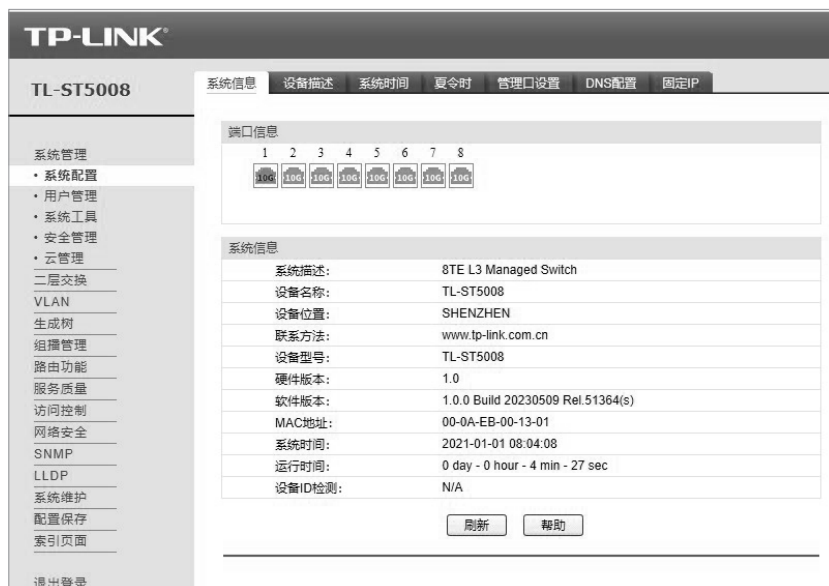 TP-LINK®
TL-ST5008
系统信息 设备描述 系统时间 夏令时 管理口设置 DNS配置 固定IP
系统管理
• 系统配置
• 用户管理
• 系统工具
• 安全管理
• 云管理
二层交换
VLAN
生成树
组播管理
路由功能
服务质量
访问控制
网络安全
SNMP
LLDP
系统维护
配置保存
索引页面
退出登录
端口信息
1 2 3 4 5 6 7 8
10G 10G 10G 10G 10G 10G 10G 10G
系统信息
系统描述： 8TE L3 Managed Switch
设备名称： TL-ST5008
设备位置： SHENZHEN
联系方法： www.tp-link.com.cn
设备型号： TL-ST5008
硬件版本： 1.0
软件版本： 1.0.0 Build 20230509 Rel.51364(s)
MAC地址： 00-0A-EB-00-13-01
系统时间： 2021-01-01 08:04:08
运行时间： 0 day - 0 hour - 4 min - 27 sec
设备ID检测： N/A
刷新 帮助